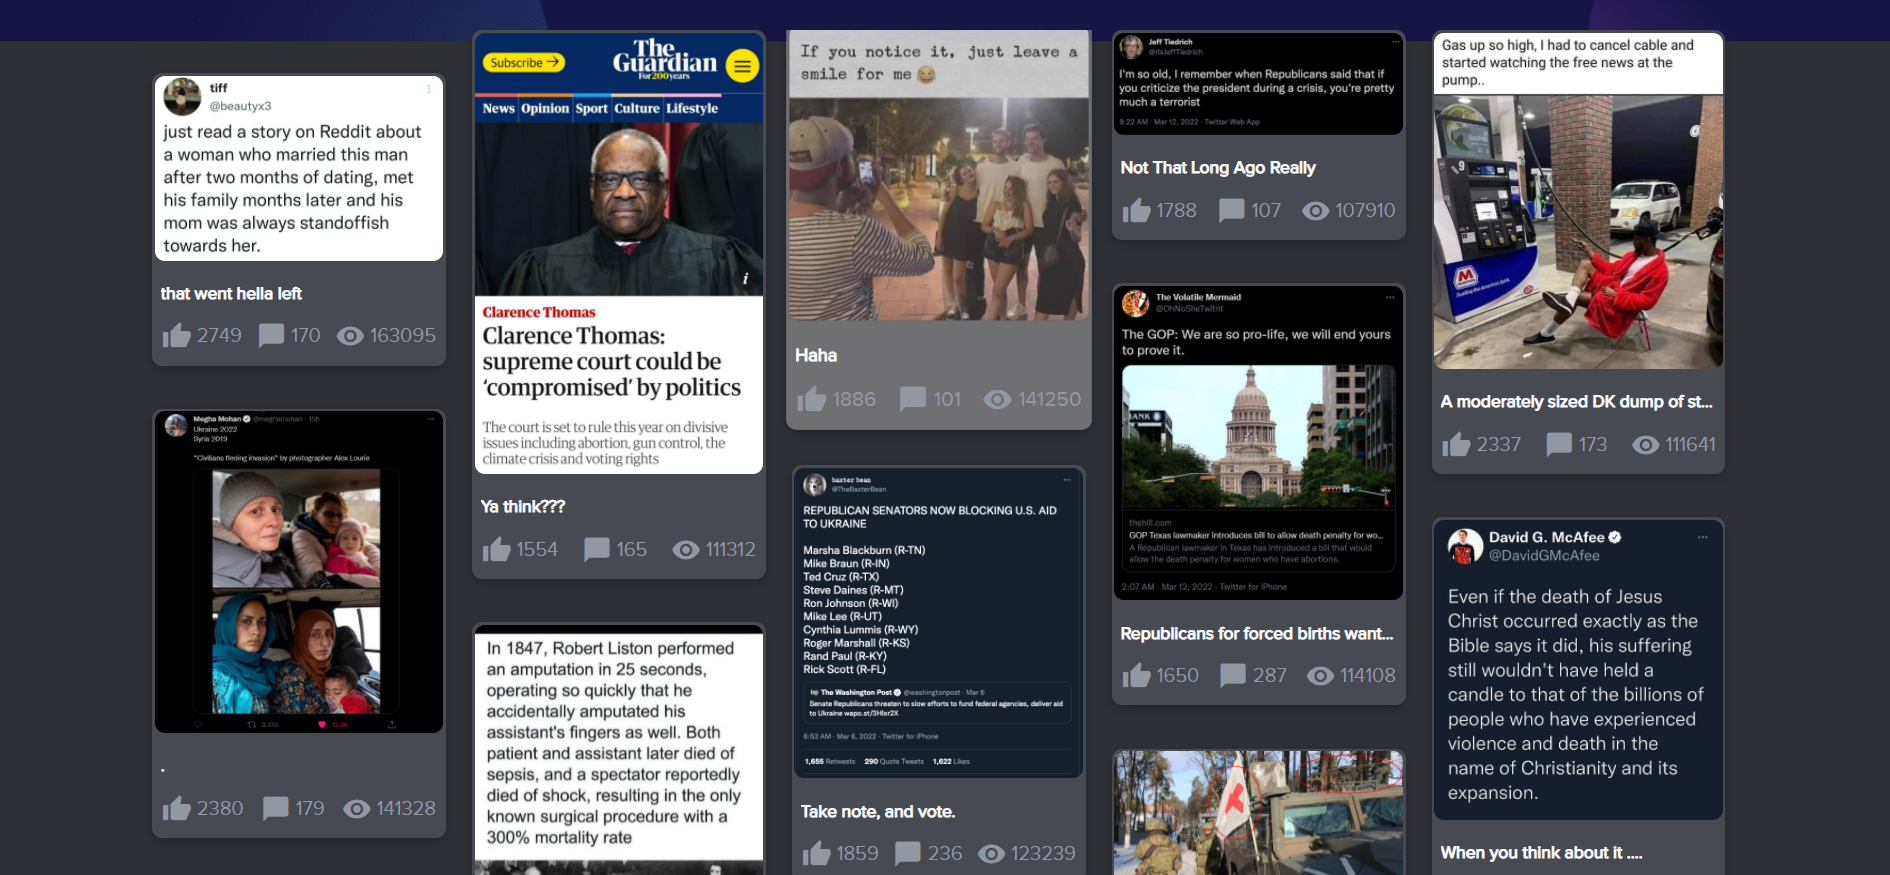 tiff
@beautyx3
just read a story on Reddit about
a woman who married this man
after two months of dating, met
his family months later and his
mom was always standoffish
towards her.
that went hella left
2749 170 163095
Megha Mohan @meghamohan · 15h
Ukraine 2022
Syria 2019
"Civilians fleeing invasion" by photographer Alex Lourie
3,370 12.2K
.
2380 179 141328
Subscribe →
The
Guardian
For 200 years
News Opinion Sport Culture Lifestyle
i
Clarence Thomas
Clarence Thomas:
supreme court could be
‘compromised’ by politics
The court is set to rule this year on divisive
issues including abortion, gun control, the
climate crisis and voting rights
Ya think???
1554 165 111312
In 1847, Robert Liston performed
an amputation in 25 seconds,
operating so quickly that he
accidentally amputated his
assistant's fingers as well. Both
patient and assistant later died of
sepsis, and a spectator reportedly
died of shock, resulting in the only
known surgical procedure with a
300% mortality rate
If you notice it, just leave a
smile for me 😂
Haha
1886 101 141250
baxter bean
@TheBaxterBean
REPUBLICAN SENATORS NOW BLOCKING U.S. AID
TO UKRAINE
Marsha Blackburn (R-TN)
Mike Braun (R-IN)
Ted Cruz (R-TX)
Steve Daines (R-MT)
Ron Johnson (R-WI)
Mike Lee (R-UT)
Cynthia Lummis (R-WY)
Roger Marshall (R-KS)
Rand Paul (R-KY)
Rick Scott (R-FL)
The Washington Post @washingtonpost · Mar 6
Senate Republicans threaten to slow efforts to fund federal agencies, deliver aid
to Ukraine wapo.st/3Hlxr2X
6:53 AM · Mar 6, 2022 · Twitter for iPhone
1,655 Retweets 290 Quote Tweets 1,622 Likes
Take note, and vote.
1859 236 123239
Jeff Tiedrich
@itsJeffTiedrich
I'm so old, I remember when Republicans said that if
you criticize the president during a crisis, you're pretty
much a terrorist
9:22 AM · Mar 12, 2022 · Twitter Web App
Not That Long Ago Really
1788 107 107910
The Volatile Mermaid
@OhNoSheTwitnt
The GOP: We are so pro-life, we will end yours
to prove it.
BANK
thehill.com
GOP Texas lawmaker introduces bill to allow death penalty for wo...
A Republican lawmaker in Texas has introduced a bill that would
allow the death penalty for women who have abortions.
2:07 AM · Mar 12, 2022 · Twitter for iPhone
Republicans for forced births want...
1650 287 114108
Gas up so high, I had to cancel cable and
started watching the free news at the
pump..
9
M
Fueling the American Spirit.
A moderately sized DK dump of st...
2337 173 111641
David G. McAfee
@DavidGMcAfee
Even if the death of Jesus
Christ occurred exactly as the
Bible says it did, his suffering
still wouldn't have held a
candle to that of the billions of
people who have experienced
violence and death in the
name of Christianity and its
expansion.
When you think about it ....